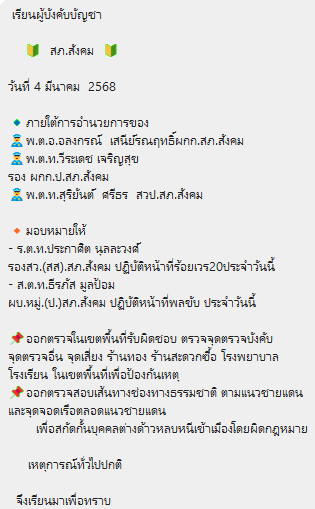 เรียนผู้บังคับบัญชา
🔰 สภ.สังคม 🔰
วันที่ 4 มีนาคม 2568
🔹ภายใต้การอำนวยการของ
👮พ.ต.อ.อลงกรณ์ เสนีย์รณฤทธิ์ผกก.สภ.สังคม
👮พ.ต.ท.วีระเดช เจริญสุข
รอง ผกก.ป.สภ.สังคม
👮พ.ต.ท.สุริยันต์ ศรีธร สวป.สภ.สังคม
🔸มอบหมายให้
- ร.ต.ท.ประกาศิต นุลละวงศ์
รองสว.(สส).สภ.สังคม ปฏิบัติหน้าที่ร้อยเวร20ประจำวันนี้
- ส.ต.ท.ธีรภัส มูลป้อม
ผบ.หมู่.(ป.)สภ.สังคม ปฏิบัติหน้าที่พลขับ ประจำวันนี้
📌ออกตรวจในเขตพื้นที่รับผิดชอบ ตรวจจุดตรวจบังคับ
จุดตรวจอื่น จุดเสี่ยง ร้านทอง ร้านสะดวกซื้อ โรงพยาบาล
โรงเรียน ในเขตพื้นที่เพื่อป้องกันเหตุ
📌ออกตรวจสอบเส้นทางช่องทางธรรมชาติ ตามแนวชายแดน
และจุดจอดเรือตลอดแนวชายแดน
เพื่อสกัดกั้นบุคคลต่างด้าวหลบหนีเข้าเมืองโดยผิดกฎหมาย
เหตุการณ์ทั่วไปปกติ
จึงเรียนมาเพื่อทราบ